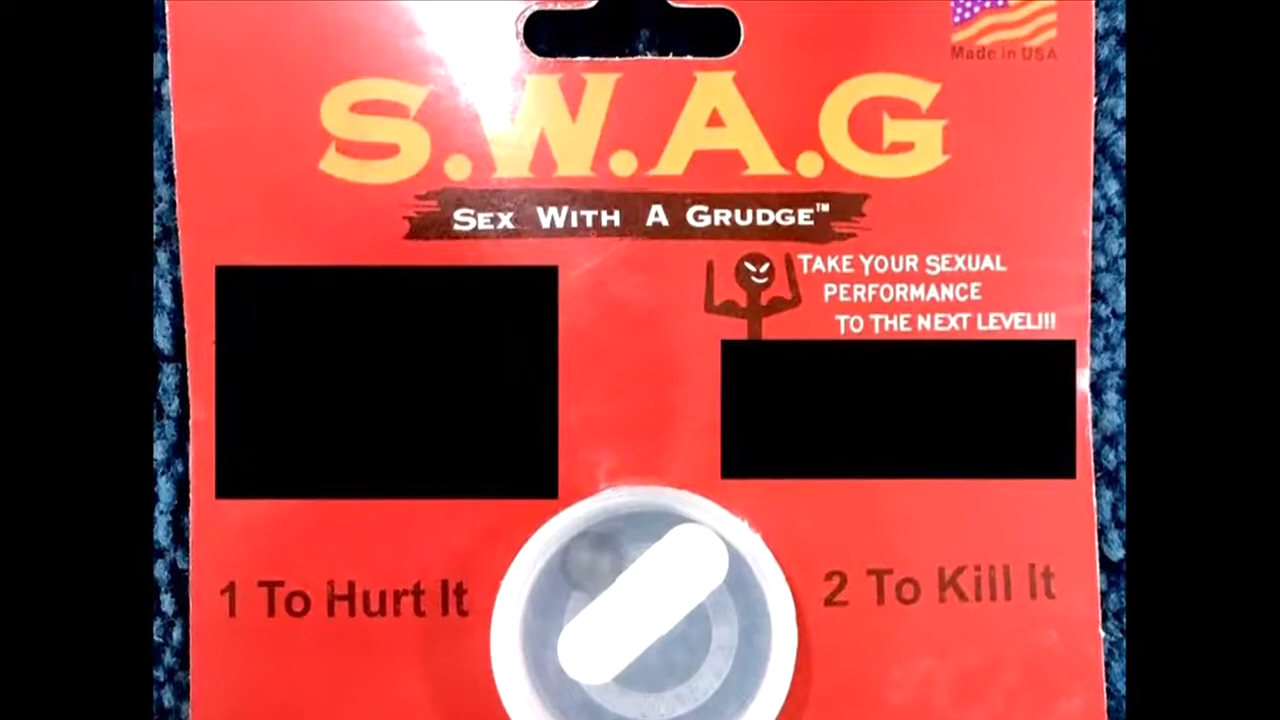 Made in USA
S.W.A.G
SEX WITH A GRUDGE™
TAKE YOUR SEXUAL
PERFORMANCE
TO THE NEXT LEVEL!!!
1 To Hurt It
2 To Kill It